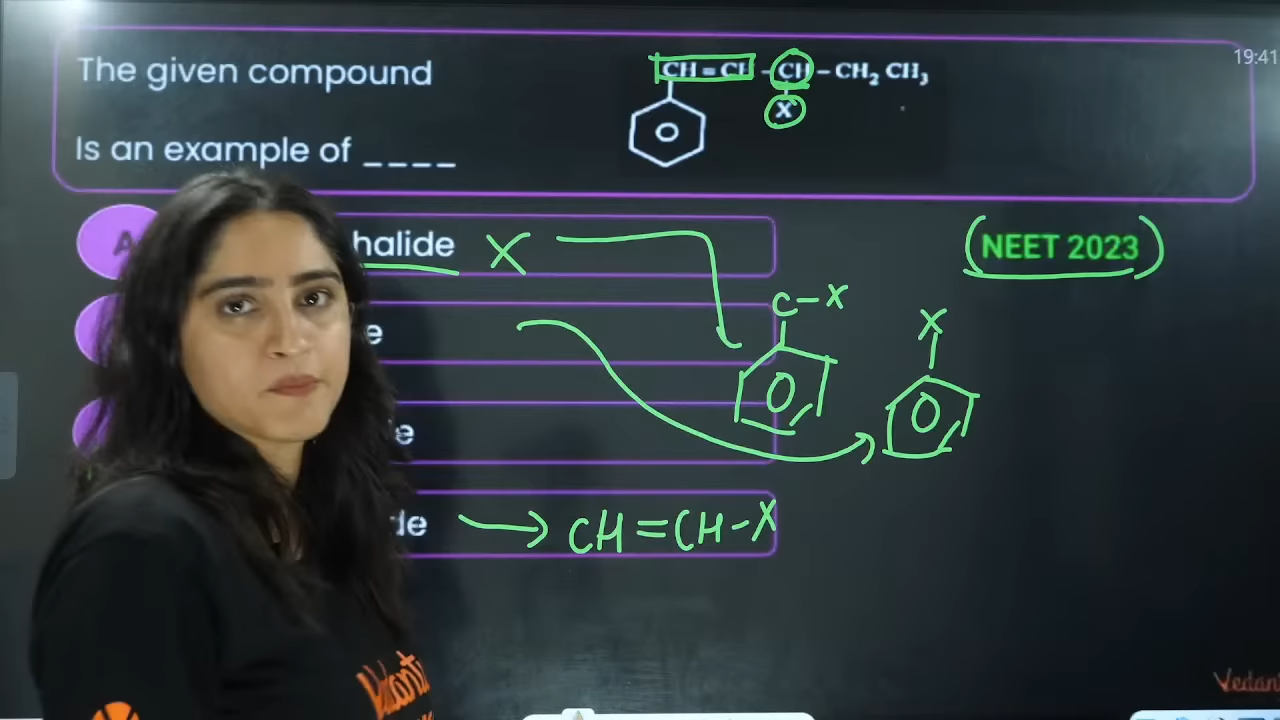 The given compound
CH = CH - CH - CH₂ CH₃
X
Is an example of ____
19:41
A
halide X
NEET 2023
C-X
X
CH=CH-X
Vedant